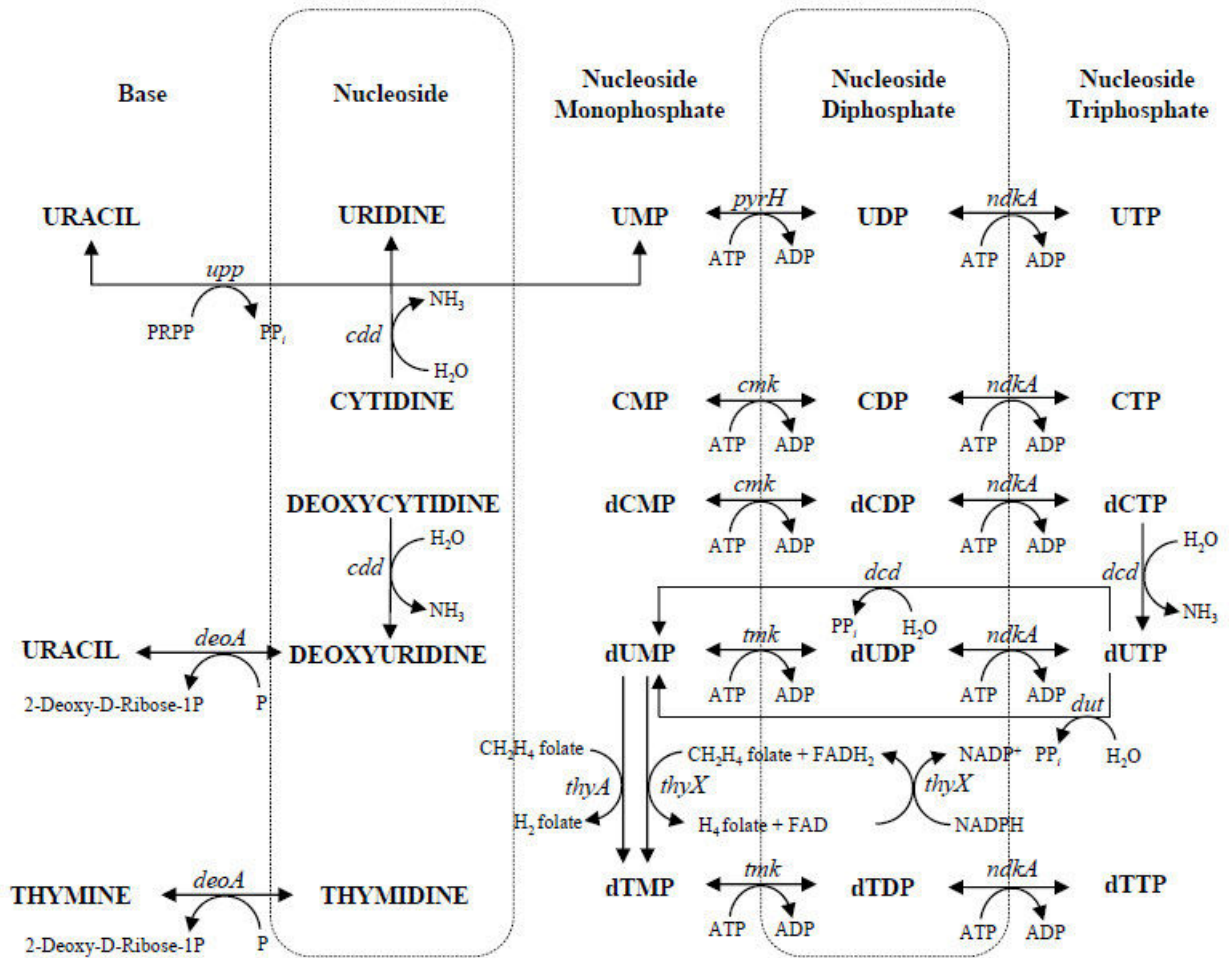 Base
Nucleoside
Nucleoside
Monophosphate
Nucleoside
Diphosphate
Nucleoside
Triphosphate
URACIL
URIDINE
UMP
pyrH
UDP
ndkA
UTP
ATP
ADP
ATP
ADP
upp
PRPP
PPi
NH3
cdd
H2O
CYTIDINE
CMP
cmk
CDP
ndkA
CTP
ATP
ADP
ATP
ADP
DEOXYCYTIDINE
dCMP
cmk
dCDP
ndkA
dCTP
ATP
ADP
ATP
ADP
H2O
cdd
NH3
H2O
dcd
NH3
dcd
PPi
H2O
URACIL
deoA
DEOXYURIDINE
dUMP
tmk
dUDP
ndkA
dUTP
2-Deoxy-D-Ribose-1P
P
ATP
ADP
ATP
ADP
dut
PPi
H2O
CH2H4 folate
thyA
H2 folate
CH2H4 folate + FADH2
thyX
H4 folate + FAD
NADP+
thyX
NADPH
THYMINE
deoA
THYMIDINE
dTMP
tmk
dTDP
ndkA
dTTP
2-Deoxy-D-Ribose-1P
P
ATP
ADP
ATP
ADP